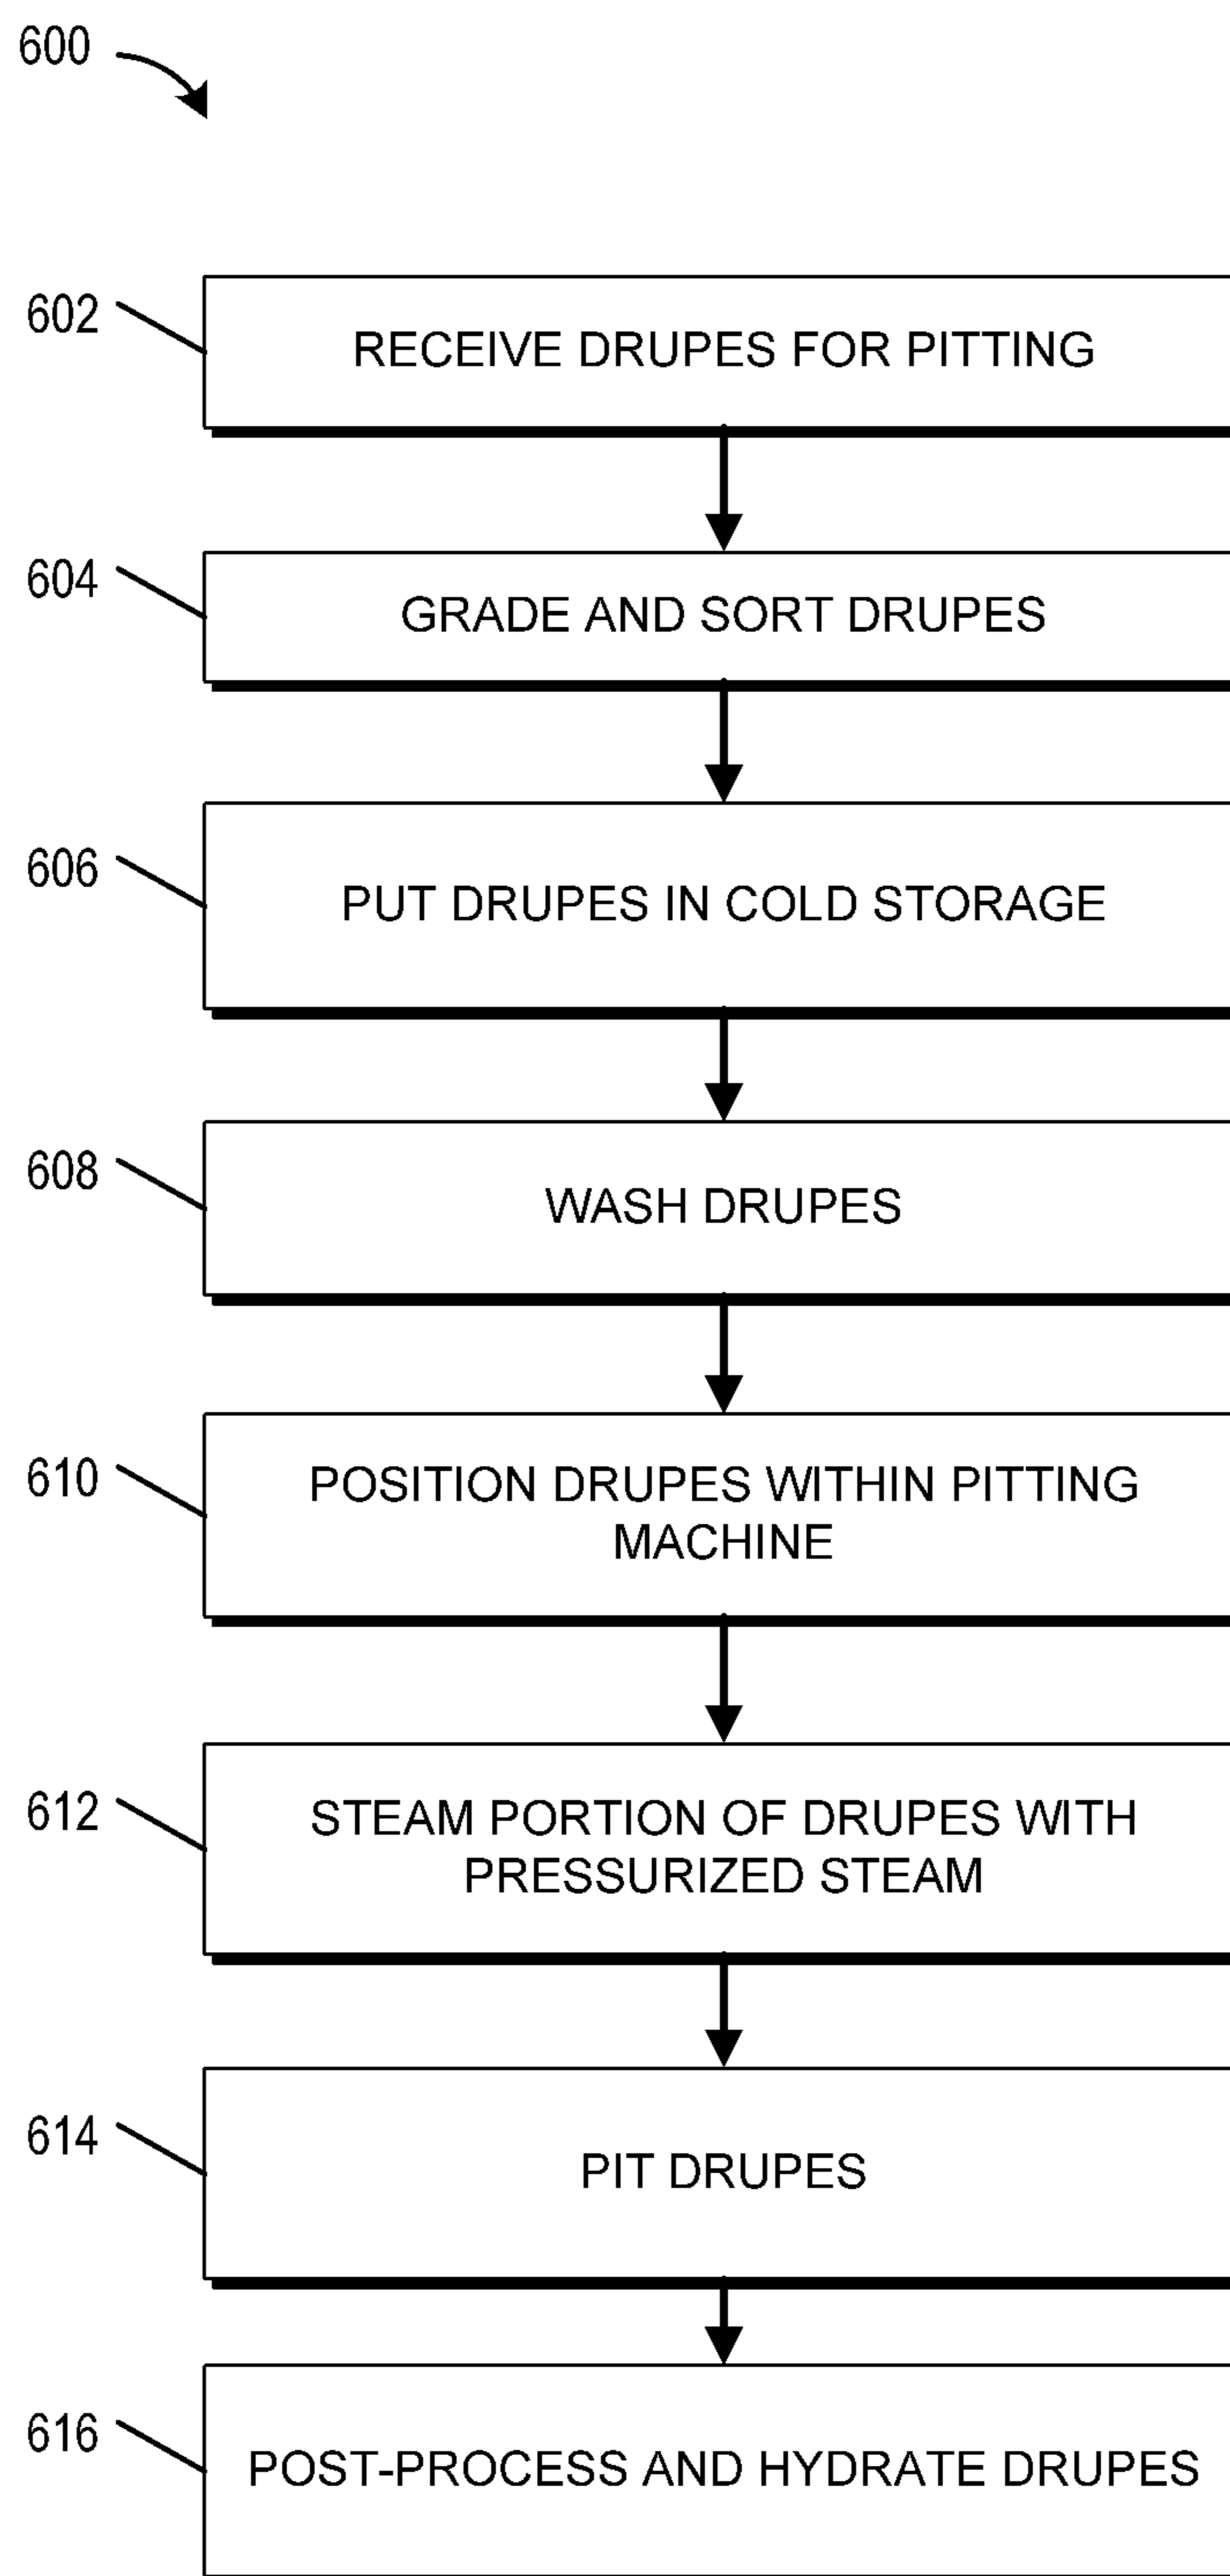 600
602
RECEIVE DRUPES FOR PITTING
604
GRADE AND SORT DRUPES
606
PUT DRUPES IN COLD STORAGE
608
WASH DRUPES
610
POSITION DRUPES WITHIN PITTING
MACHINE
612
STEAM PORTION OF DRUPES WITH
PRESSURIZED STEAM
614
PIT DRUPES
616
POST-PROCESS AND HYDRATE DRUPES